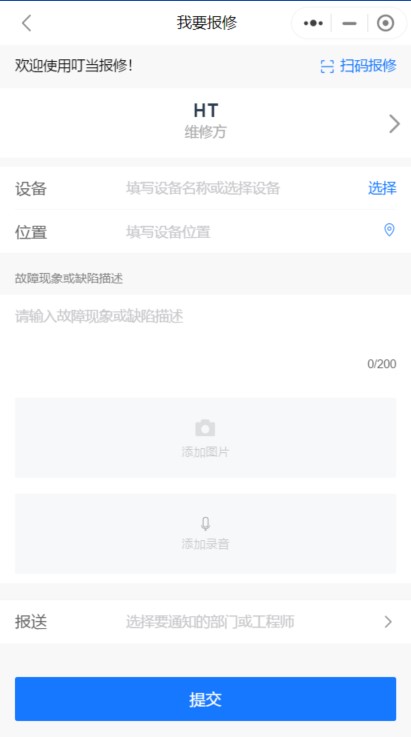 我要报修
欢迎使用叮当报修！ 扫码报修
HT
维修方
设备 填写设备名称或选择设备 选择
位置 填写设备位置
故障现象或缺陷描述
请输入故障现象或缺陷描述
0/200
添加图片
添加录音
报送 选择要通知的部门或工程师
提交